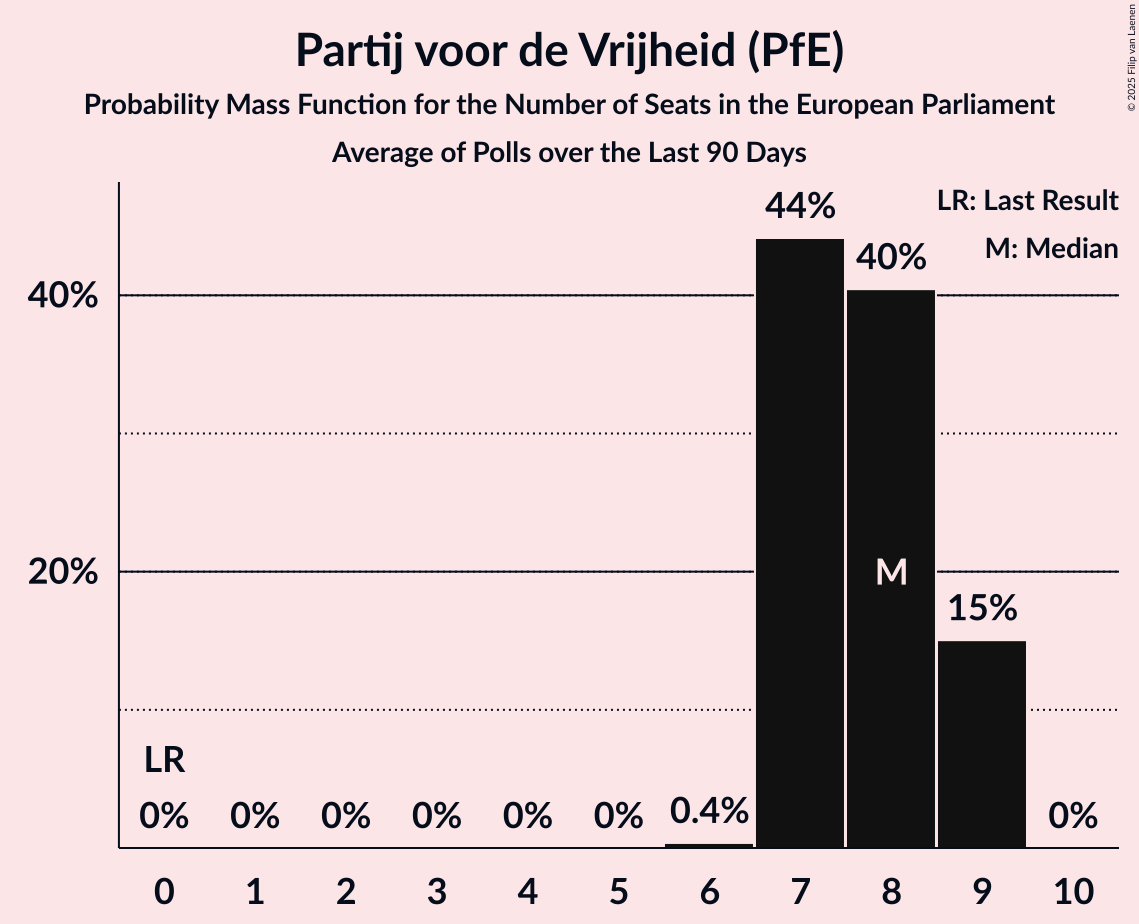 Partij voor de Vrijheid (PfE)
Probability Mass Function for the Number of Seats in the European Parliament
Average of Polls over the Last 90 Days
© 2025 Filip van Laenen
LR: Last Result
M: Median
44%
40%
40%
20%
M
15%
LR
0% 0% 0% 0% 0% 0% 0.4% 0%
0 1 2 3 4 5 6 7 8 9 10